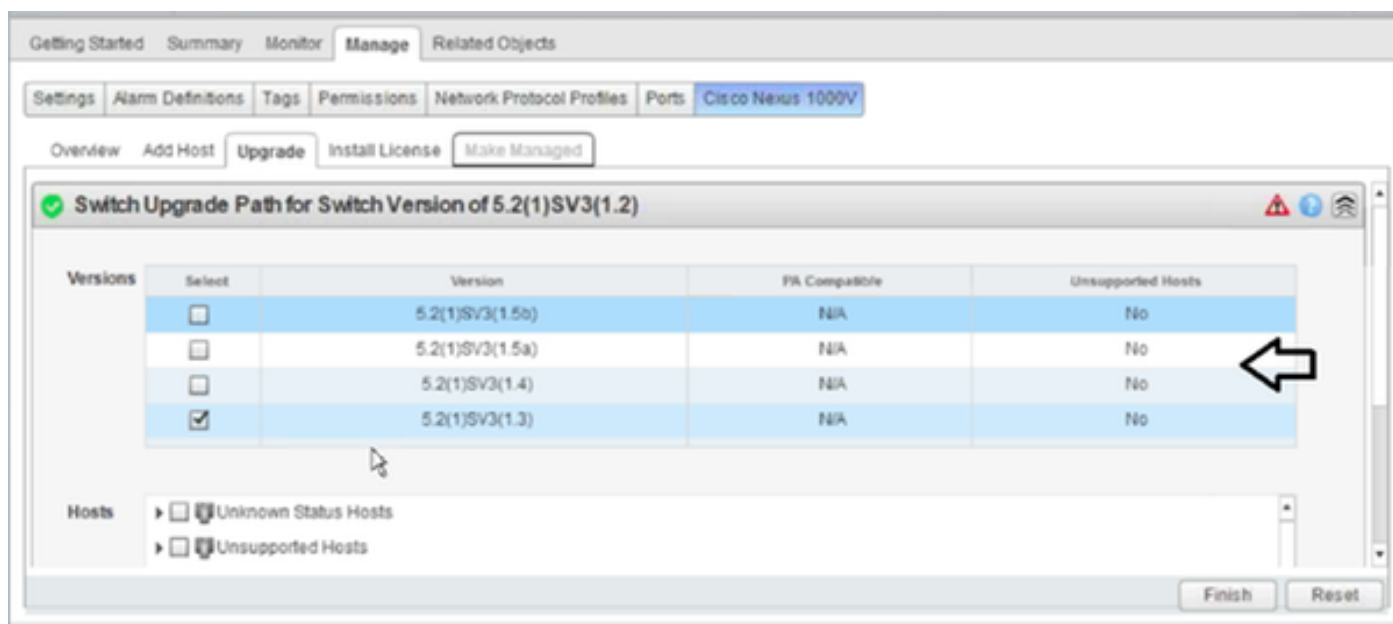 Getting Started Summary Monitor Manage Related Objects
Settings Alarm Definitions Tags Permissions Network Protocol Profiles Ports Cisco Nexus 1000V
Overview Add Host Upgrade Install License Make Managed
Switch Upgrade Path for Switch Version of 5.2(1)SV3(1.2)
Versions Select Version PA Compatible Unsupported Hosts
5.2(1)SV3(1.5b) N/A No
5.2(1)SV3(1.5a) N/A No
5.2(1)SV3(1.4) N/A No
5.2(1)SV3(1.3) N/A No
Hosts Unknown Status Hosts
Unsupported Hosts
Finish Reset